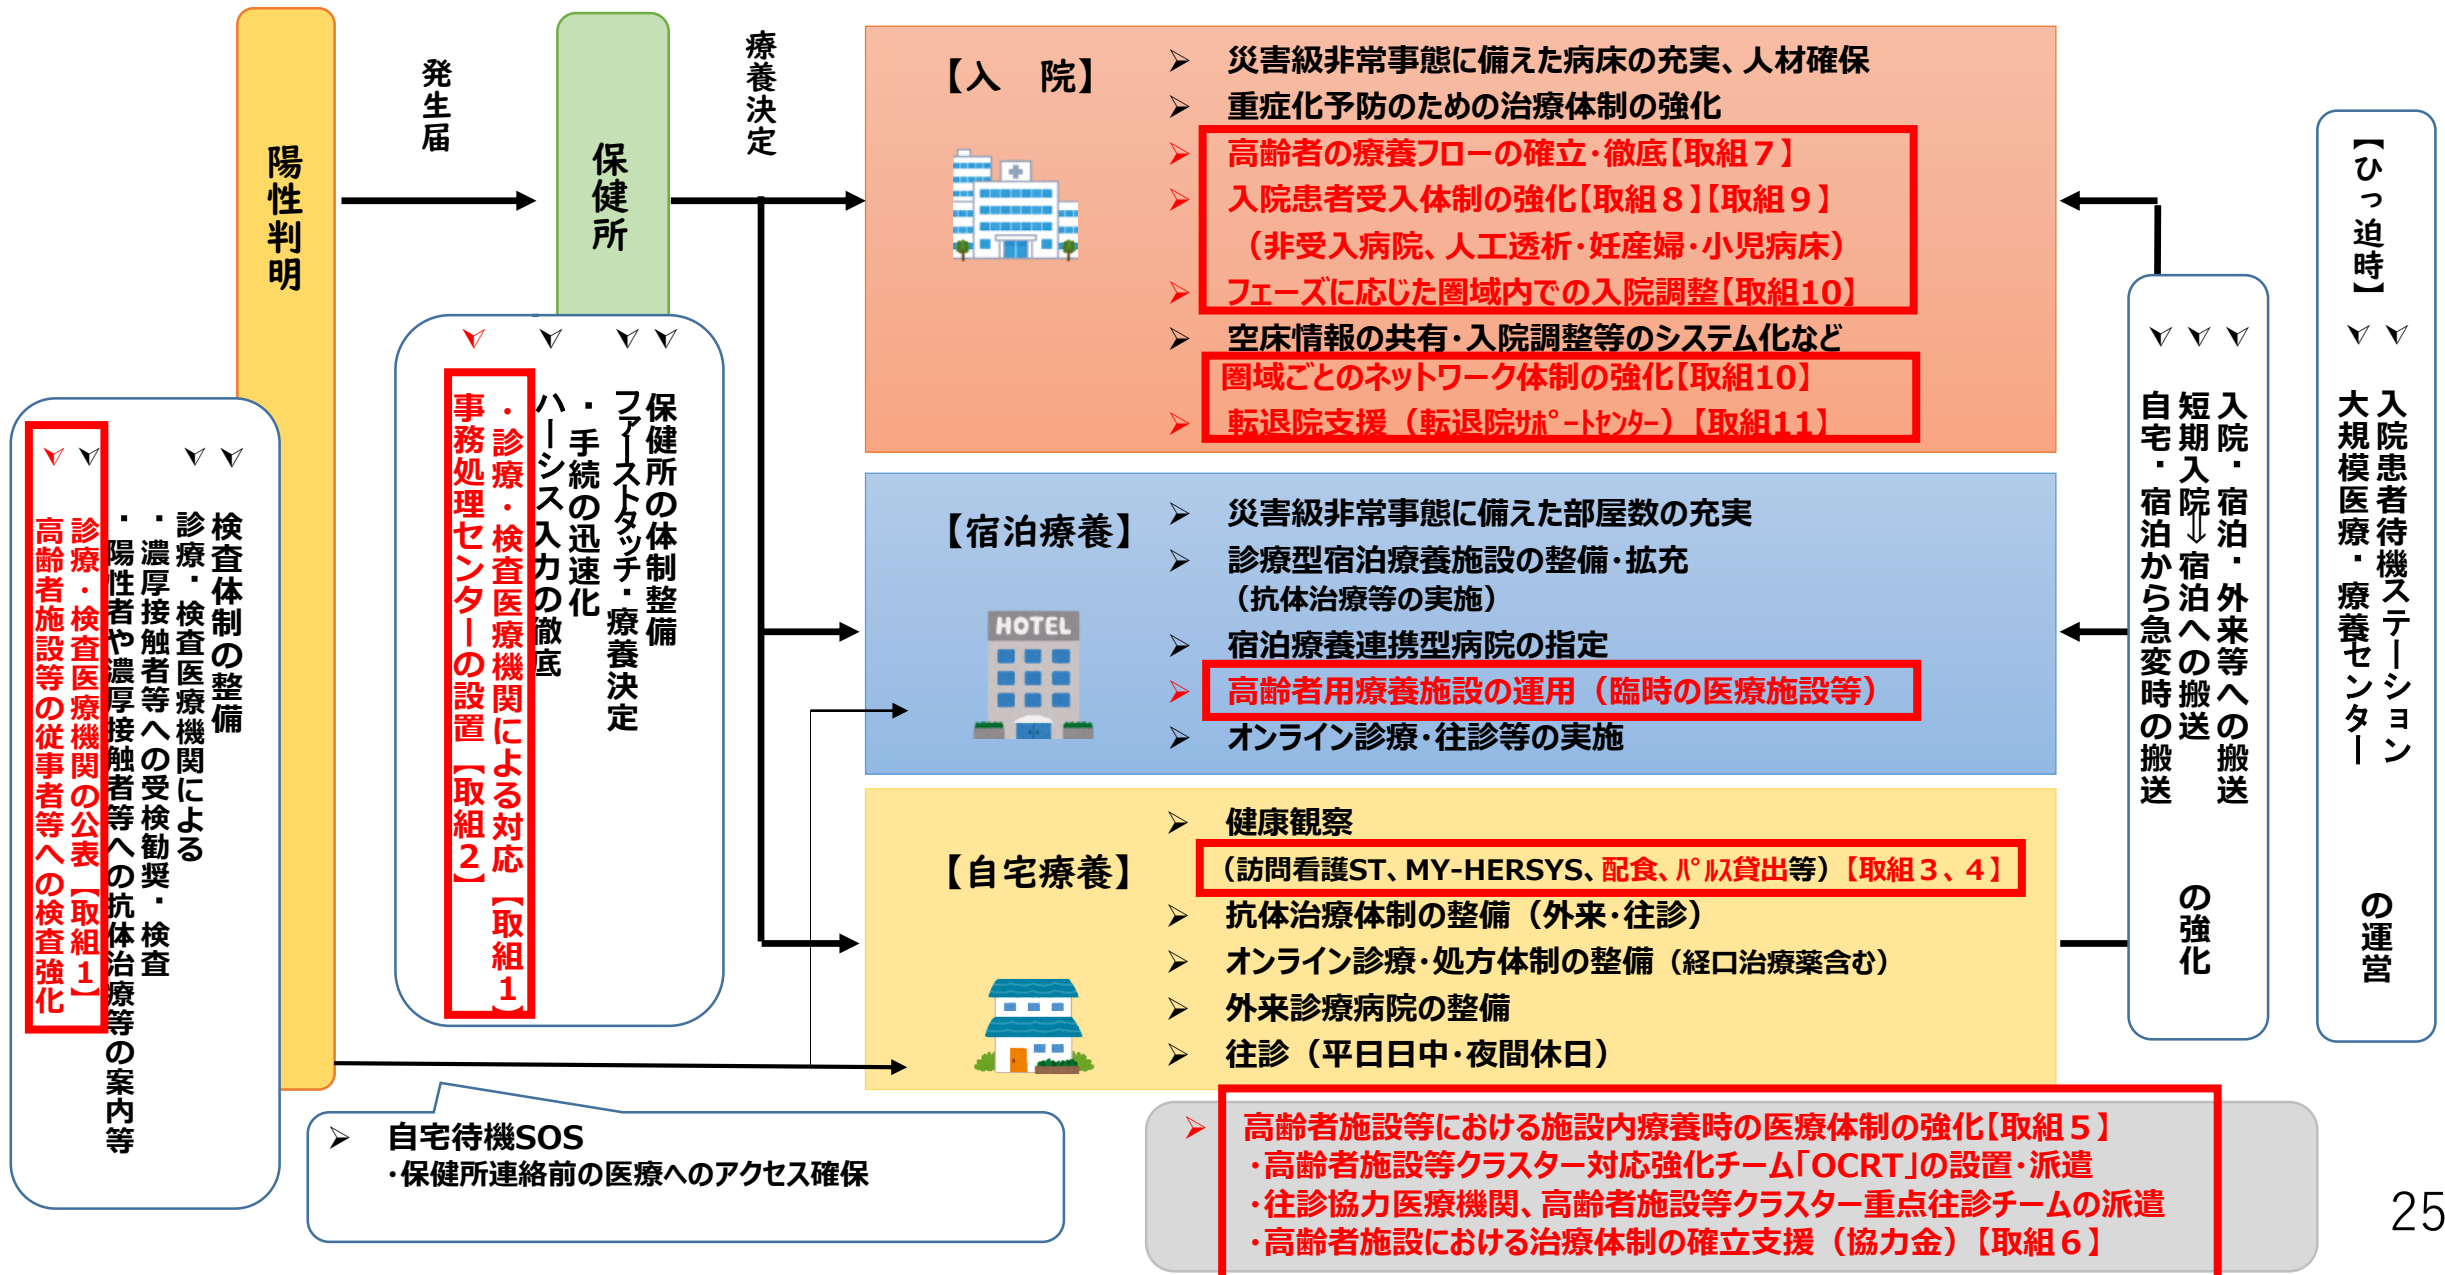 陽性判明
発生届
保健所
療養決定
検査体制の整備
診療・検査医療機関による
・濃厚接触者等への受検勧奨・検査
・陽性者や濃厚接触者等への抗体治療等の案内等
診療・検査医療機関の公表【取組１】
高齢者施設等の従事者等への検査強化
保健所の体制整備
ファーストタッチ・療養決定
・手続の迅速化
ハーシス入力の徹底
・診療・検査医療機関による対応【取組１】
事務処理センターの設置【取組２】
【入　院】
災害級非常事態に備えた病床の充実、人材確保
重症化予防のための治療体制の強化
高齢者の療養フローの確立・徹底【取組７】
入院患者受入体制の強化【取組８】【取組９】
（非受入病院、人工透析・妊産婦・小児病床）
フェーズに応じた圏域内での入院調整【取組10】
空床情報の共有・入院調整等のシステム化など
圏域ごとのネットワーク体制の強化【取組10】
転退院支援（転退院ｻﾎﾟｰﾄｾﾝﾀｰ）【取組11】
【宿泊療養】
災害級非常事態に備えた部屋数の充実
診療型宿泊療養施設の整備・拡充
（抗体治療等の実施）
宿泊療養連携型病院の指定
高齢者用療養施設の運用（臨時の医療施設等）
オンライン診療・往診等の実施
HOTEL
【自宅療養】
健康観察
（訪問看護ST、MY-HERSYS、配食、ﾊﾟﾙｽ貸出等）【取組３、４】
抗体治療体制の整備（外来・往診）
オンライン診療・処方体制の整備（経口治療薬含む）
外来診療病院の整備
往診（平日日中・夜間休日）
入院・宿泊・外来等への搬送
短期入院⇒宿泊への搬送
自宅・宿泊から急変時の搬送
の強化
【ひっ迫時】
入院患者待機ステーション
大規模医療・療養センター
の運営
自宅待機SOS
・保健所連絡前の医療へのアクセス確保
高齢者施設等における施設内療養時の医療体制の強化【取組５】
・高齢者施設等クラスター対応強化チーム「OCRT」の設置・派遣
・往診協力医療機関、高齢者施設等クラスター重点往診チームの派遣
・高齢者施設における治療体制の確立支援（協力金）【取組６】
25